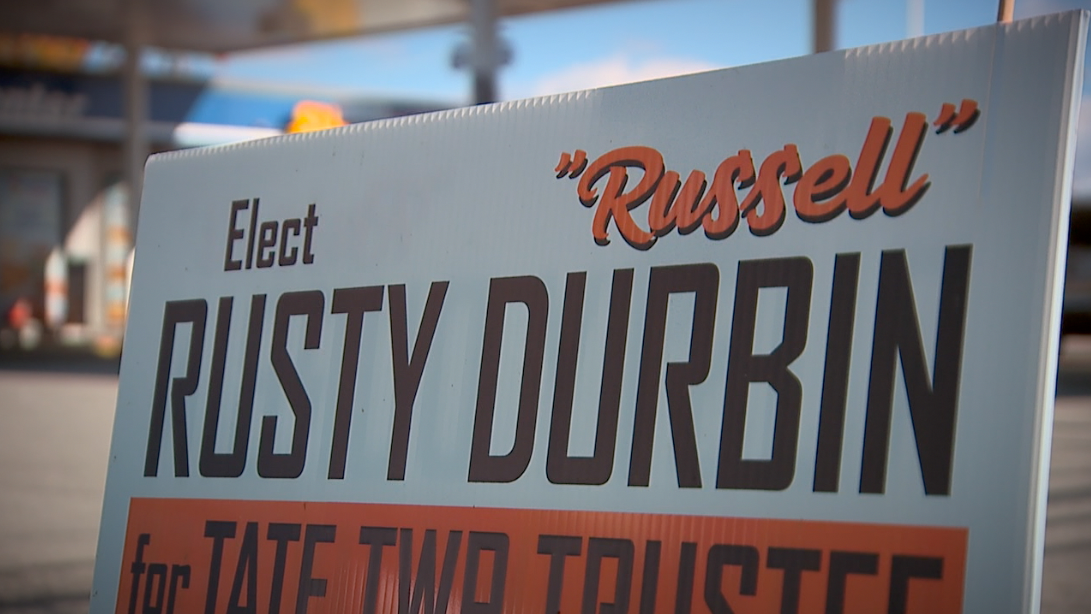 ”Russell”
Elect
RUSTY DURBIN
for TATE TWP TRUSTEE